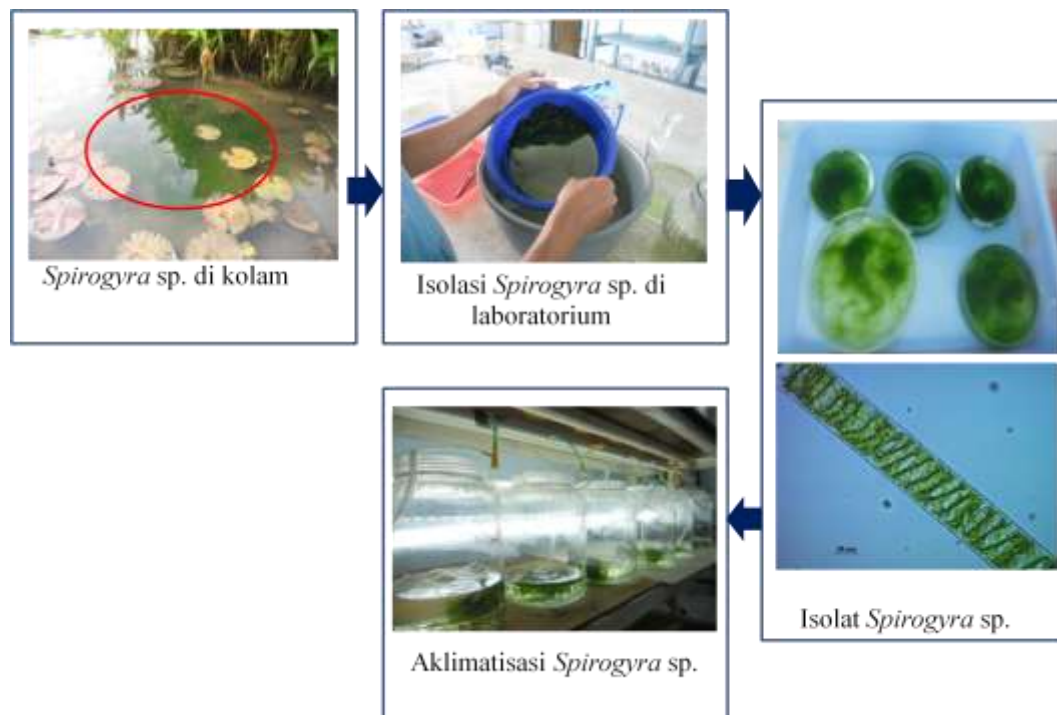 Spirogyra sp. di kolam
Isolasi Spirogyra sp. di
laboratorium
Isolat Spirogyra sp.
Aklimatisasi Spirogyra sp.